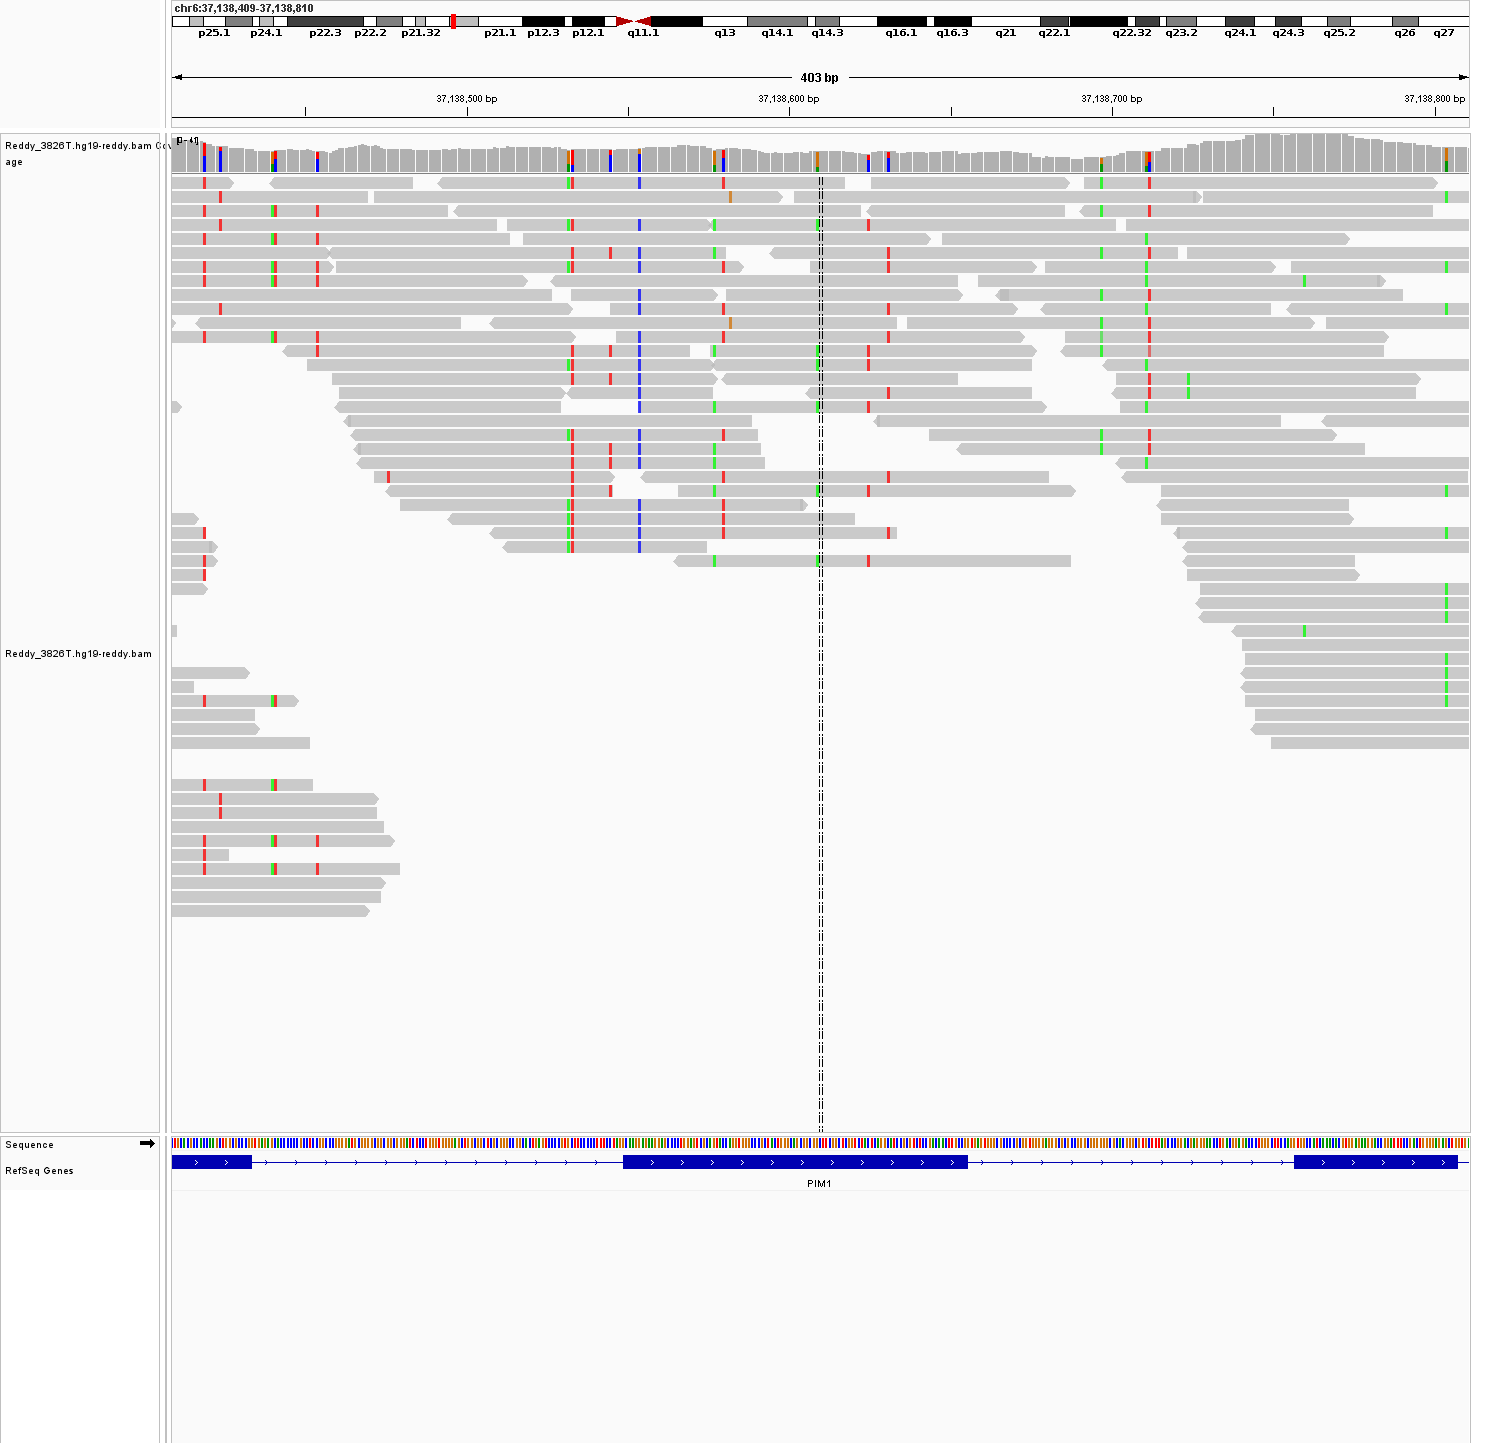 chr6:37,138,409-37,138,810
p25.1 p24.1 p22.3 p22.2 p21.32 p21.1 p12.3 p12.1 q11.1 q13 q14.1 q14.3 q16.1 q16.3 q21 q22.1 q22.32 q23.2 q24.1 q24.3 q25.2 q26 q27
403 bp
37,138,500 bp 37,138,600 bp 37,138,700 bp 37,138,800 bp
Reddy_3826T.hg19-reddy.bam Cov
age
[0-41]
Reddy_3826T.hg19-reddy.bam
Sequence
RefSeq Genes
PIM1